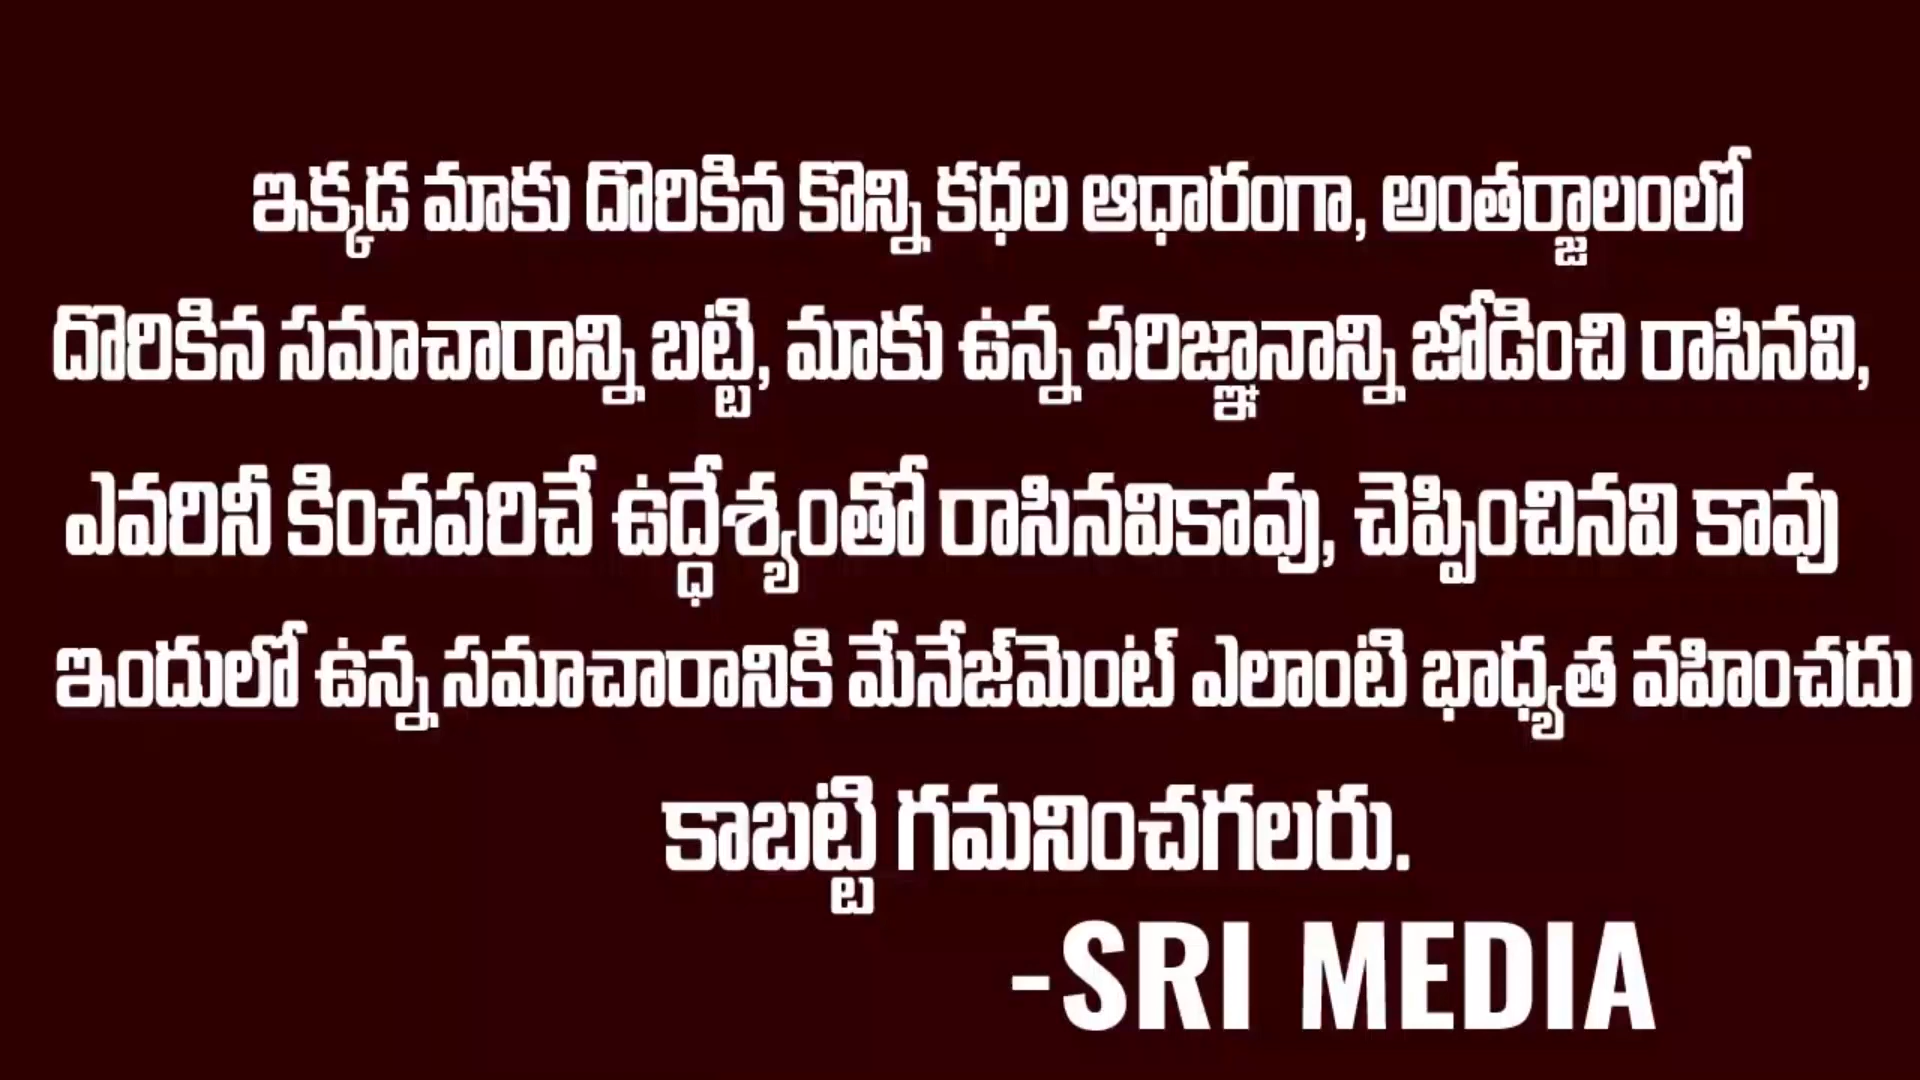 ఇక్కడ మాకు దొరికిన కొన్ని కధల ఆధారంగా, అంతర్జాలంలో
దొరికిన సమాచారాన్ని బట్టి, మాకు ఉన్న పరిజ్ఞానాన్ని జోడించి రాసినవి,
ఎవరినీ కించపరిచే ఉద్ధేశ్యంతో రాసినవికావు, చెప్పించినవి కావు
ఇందులో ఉన్న సమాచారానికి మేనేజ్‌మెంట్ ఎలాంటి భాధ్యత వహించదు
కాబట్టి గమనించగలరు.
-SRI MEDIA